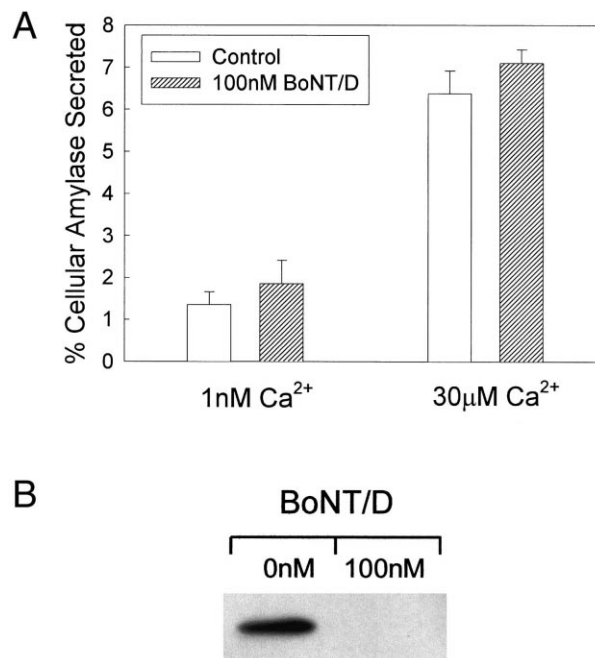 A
% Cellular Amylase Secreted
8
7
6
5
4
3
2
1
0
Control
100nM BoNT/D
1nM Ca²⁺
30μM Ca²⁺
B
BoNT/D
0nM 100nM